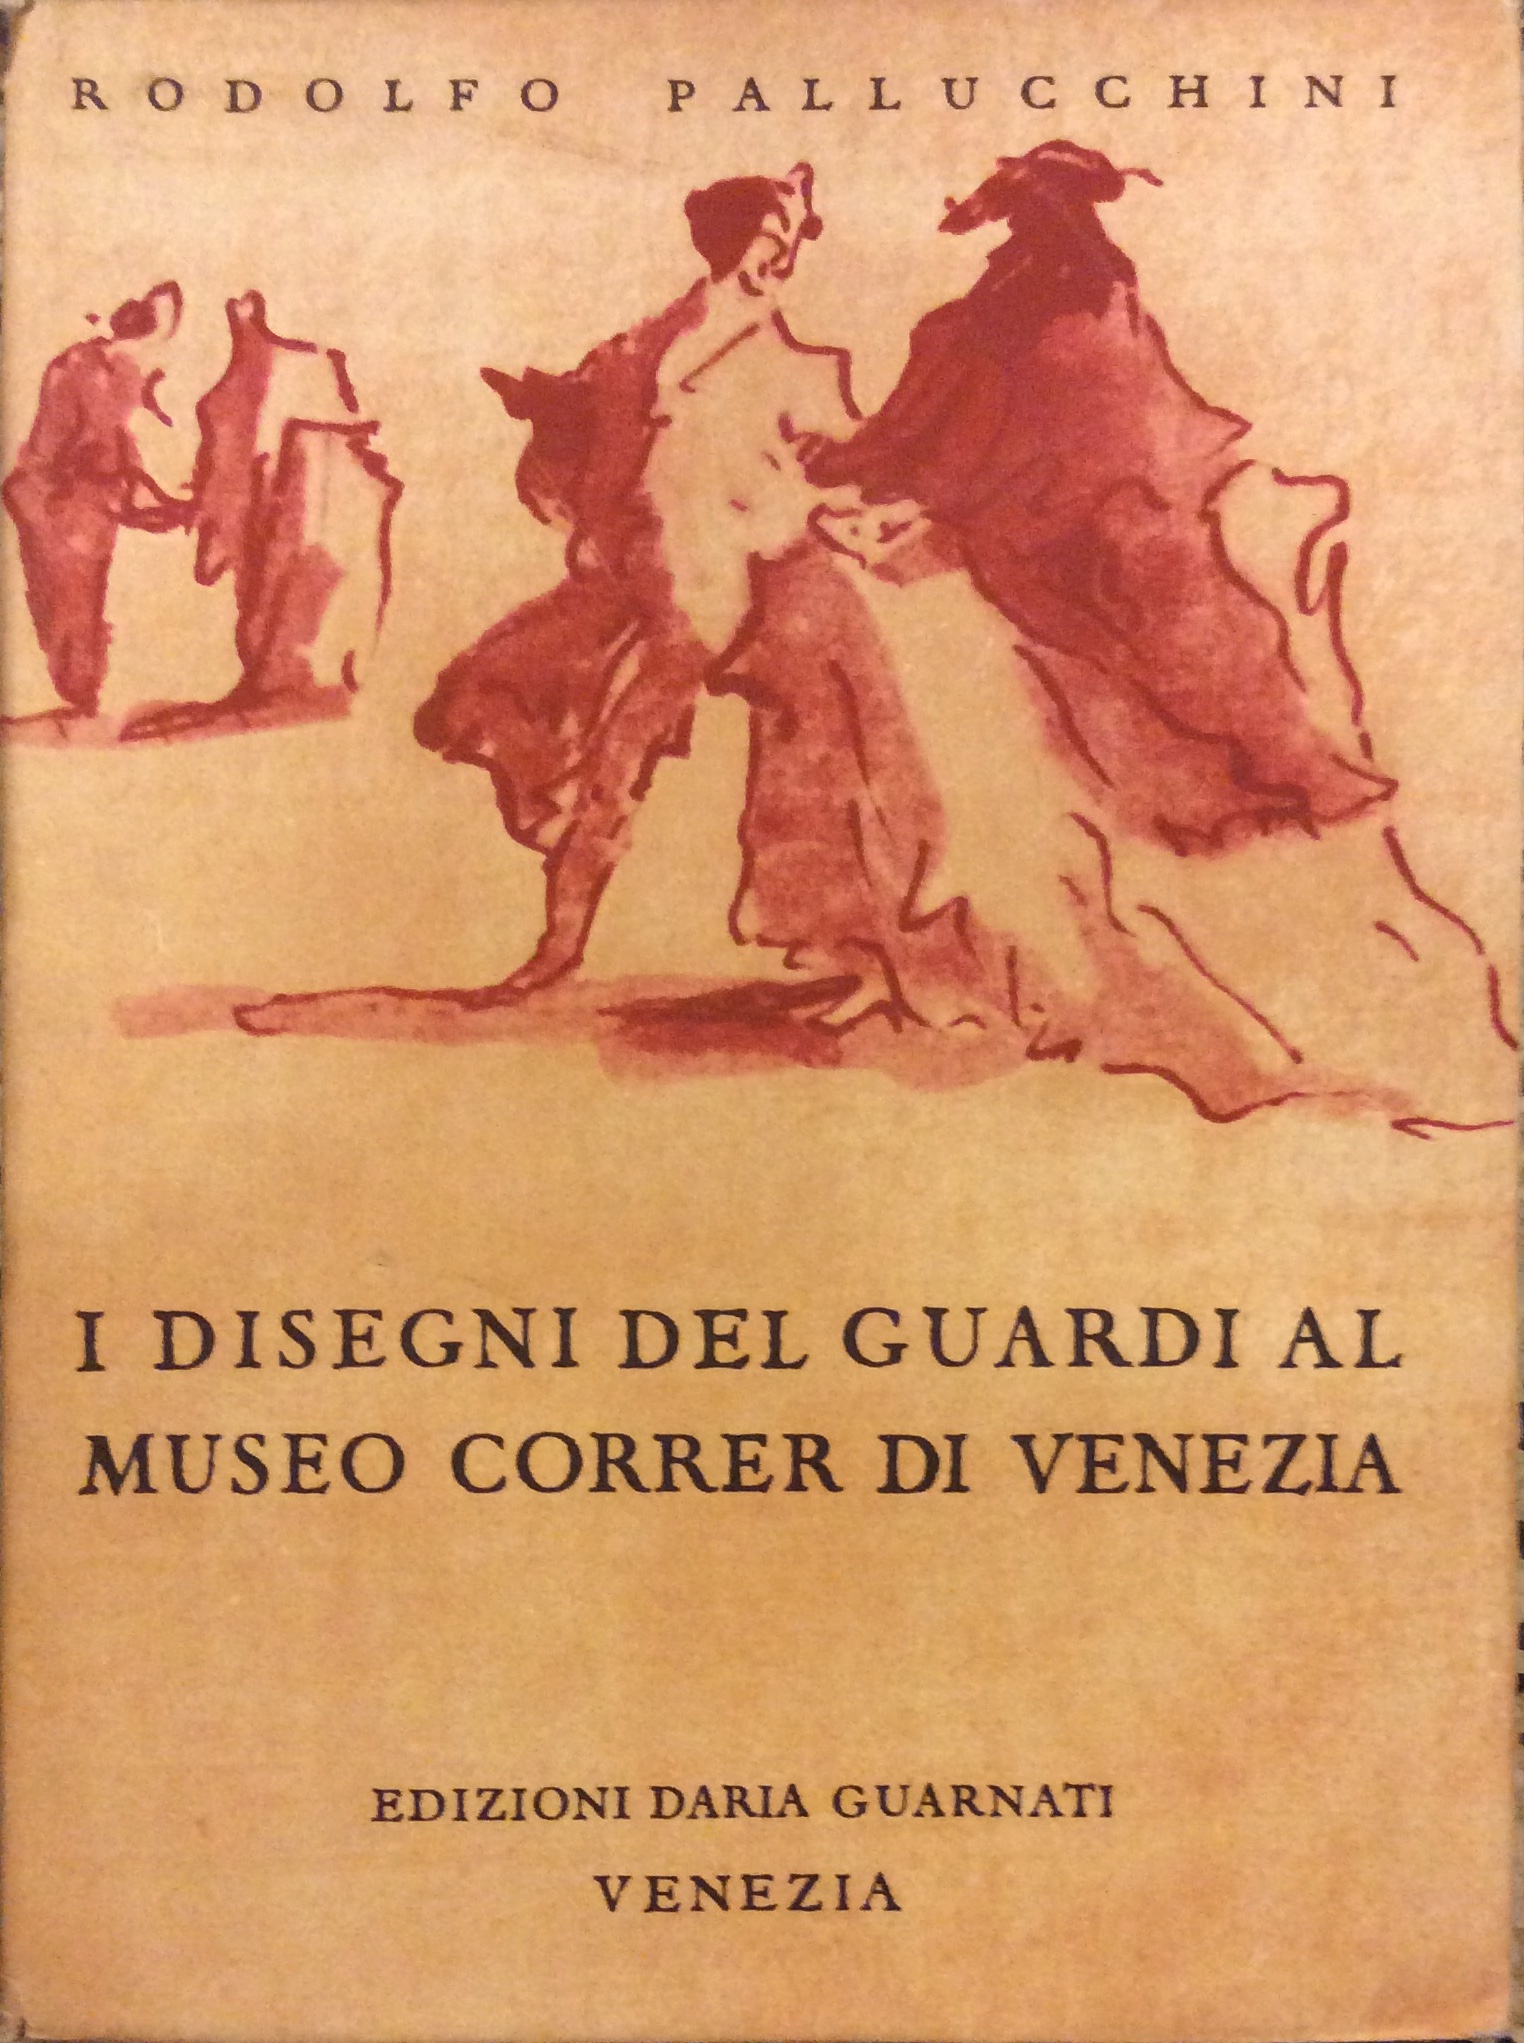 RODOLFO PALLUCCHINI
I DISEGNI DEL GUARDI AL
MUSEO CORRER DI VENEZIA
EDIZIONI DARIA GUARNATI
VENEZIA